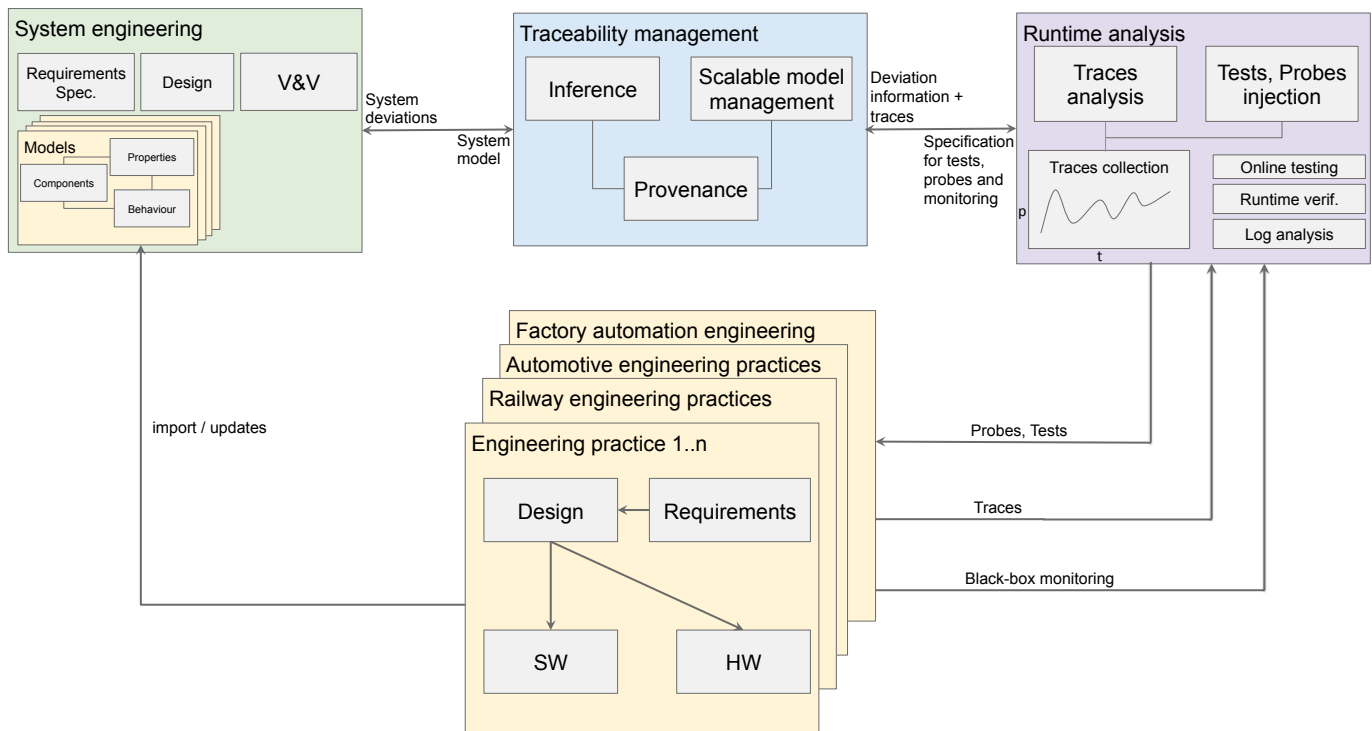 System engineering
Requirements
Spec.
Design
V&V
Models
Properties
Components
Behaviour
System
deviations
System
model
Traceability management
Inference
Scalable model
management
Provenance
Deviation
information +
traces
Specification
for tests,
probes and
monitoring
Runtime analysis
Traces
analysis
Tests, Probes
injection
Traces collection
p
t
Online testing
Runtime verif.
Log analysis
import / updates
Factory automation engineering
Automotive engineering practices
Railway engineering practices
Engineering practice 1..n
Design
Requirements
SW
HW
Probes, Tests
Traces
Black-box monitoring